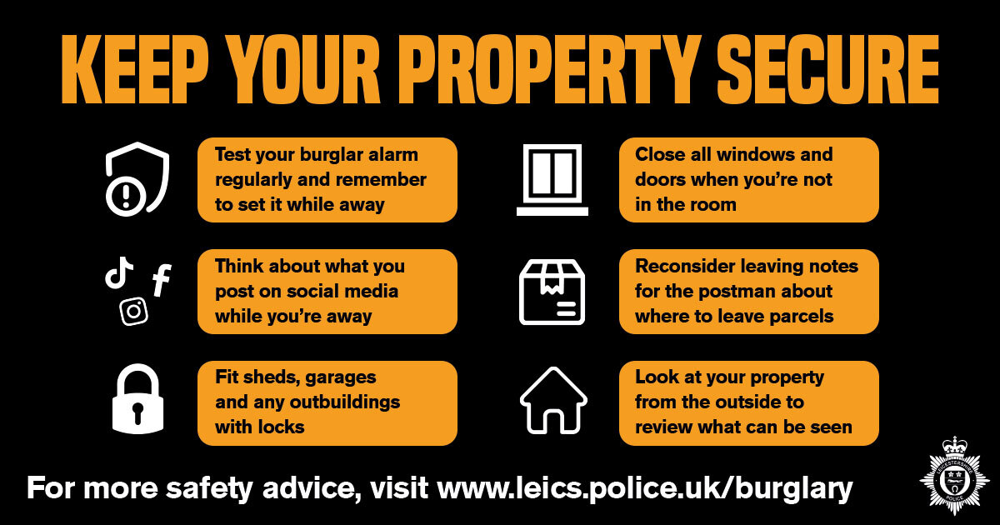 KEEP YOUR PROPERTY SECURE
Test your burglar alarm
regularly and remember
to set it while away
Close all windows and
doors when you’re not
in the room
Think about what you
post on social media
while you’re away
Reconsider leaving notes
for the postman about
where to leave parcels
Fit sheds, garages
and any outbuildings
with locks
Look at your property
from the outside to
review what can be seen
For more safety advice, visit www.leics.police.uk/burglary
LEICESTERSHIRE
POLICE